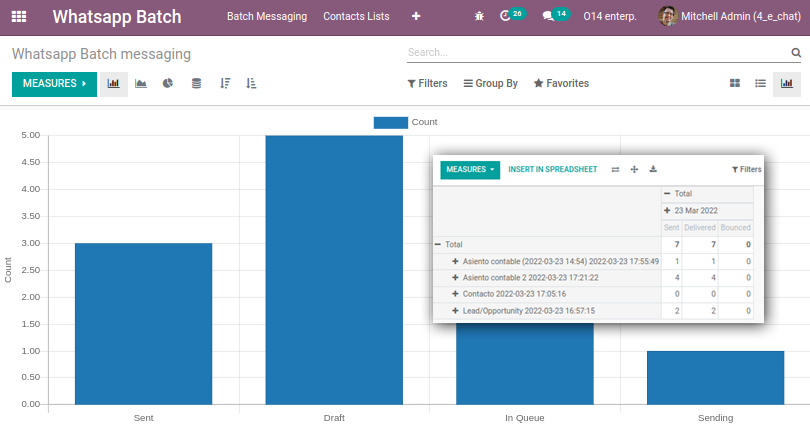 Whatsapp Batch Batch Messaging Contacts Lists 26 14 O14 enterp. Mitchell Admin (4_e_chat)
Whatsapp Batch messaging Search...
MEASURES Filters Group By Favorites
Count
5.00
4.50
4.00
3.50
3.00
2.50
2.00
1.50
1.00
0.50
0.00
Count
Sent Draft In Queue Sending
MEASURES INSERT IN SPREADSHEET Filters
Total
23 Mar 2022
Sent Delivered Bounced
Total 7 7 0
Asiento contable (2022-03-23 14:54) 2022-03-23 17:55:49 1 1 0
Asiento contable 2 2022-03-23 17:21:22 4 4 0
Contacto 2022-03-23 17:05:16 0 0 0
Lead/Opportunity 2022-03-23 16:57:15 2 2 0